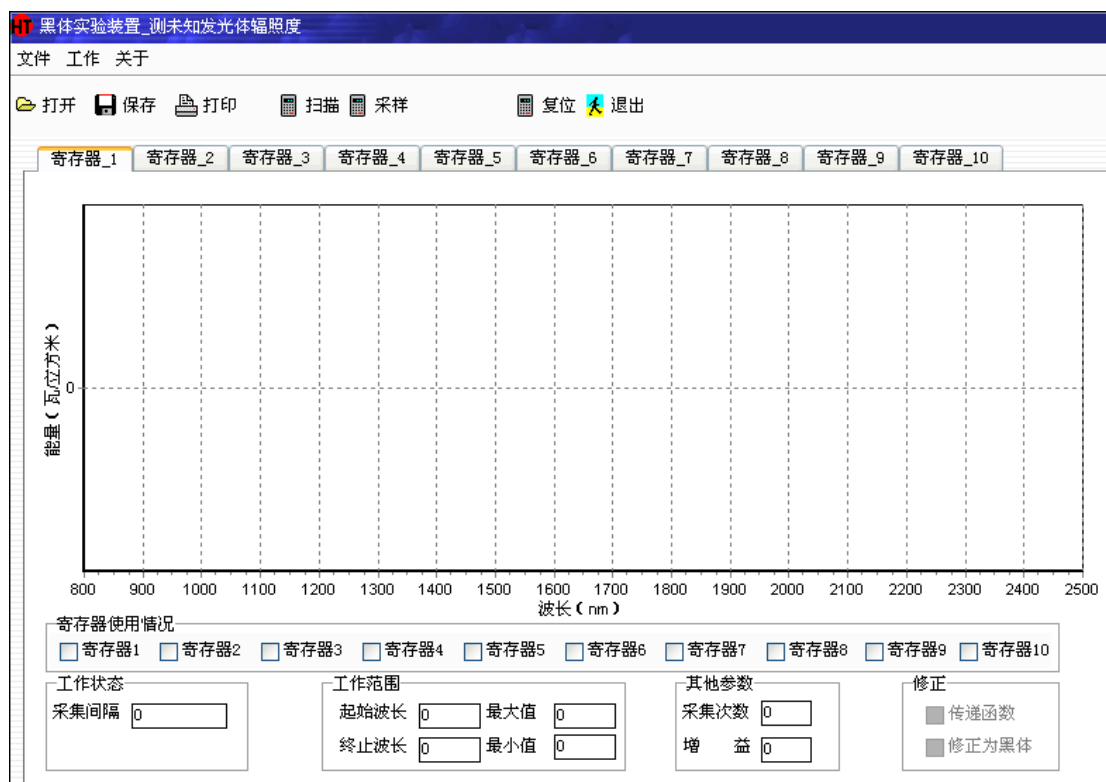 HT 黑体实验装置_测未知发光体辐照度
文件 工作 关于
打开 保存 打印 扫描 采样 复位 退出
寄存器_1 寄存器_2 寄存器_3 寄存器_4 寄存器_5 寄存器_6 寄存器_7 寄存器_8 寄存器_9 寄存器_10
能量(瓦/立方米)
0
800 900 1000 1100 1200 1300 1400 1500 1600 1700 1800 1900 2000 2100 2200 2300 2400 2500
波长(nm)
寄存器使用情况
寄存器1 寄存器2 寄存器3 寄存器4 寄存器5 寄存器6 寄存器7 寄存器8 寄存器9 寄存器10
工作状态 工作范围 其他参数 修正
采集间隔 0 起始波长 0 最大值 0 采集次数 0 传递函数
终止波长 0 最小值 0 增 益 0 修正为黑体